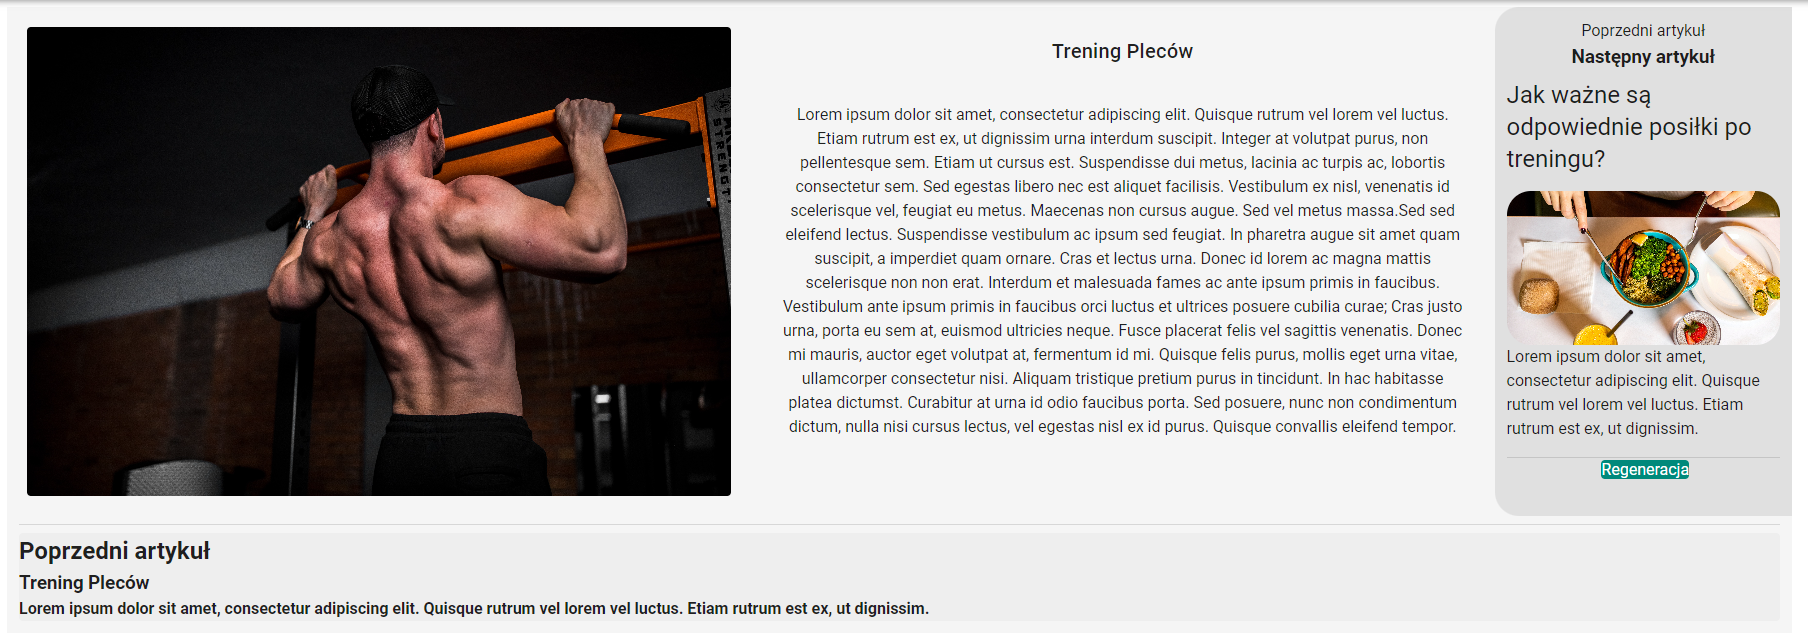 Trening Pleców
Lorem ipsum dolor sit amet, consectetur adipiscing elit. Quisque rutrum vel lorem vel luctus.
Etiam rutrum est ex, ut dignissim urna interdum suscipit. Integer at volutpat purus, non
pellentesque sem. Etiam ut cursus est. Suspendisse dui metus, lacinia ac turpis ac, lobortis
consectetur sem. Sed egestas libero nec est aliquet facilisis. Vestibulum ex nisl, venenatis id
scelerisque vel, feugiat eu metus. Maecenas non cursus augue. Sed vel metus massa.Sed sed
eleifend lectus. Suspendisse vestibulum ac ipsum sed feugiat. In pharetra augue sit amet quam
suscipit, a imperdiet quam ornare. Cras et lectus urna. Donec id lorem ac magna mattis
scelerisque non non erat. Interdum et malesuada fames ac ante ipsum primis in faucibus.
Vestibulum ante ipsum primis in faucibus orci luctus et ultrices posuere cubilia curae; Cras justo
urna, porta eu sem at, euismod ultricies neque. Fusce placerat felis vel sagittis venenatis. Donec
mi mauris, auctor eget volutpat at, fermentum id mi. Quisque felis purus, mollis eget urna vitae,
ullamcorper consectetur nisi. Aliquam tristique pretium purus in tincidunt. In hac habitasse
platea dictumst. Curabitur at urna id odio faucibus porta. Sed posuere, nunc non condimentum
dictum, nulla nisi cursus lectus, vel egestas nisl ex id purus. Quisque convallis eleifend tempor.
Poprzedni artykuł
Następny artykuł
Jak ważne są
odpowiednie posiłki po
treningu?
Lorem ipsum dolor sit amet,
consectetur adipiscing elit. Quisque
rutrum vel lorem vel luctus. Etiam
rutrum est ex, ut dignissim.
Regeneracja
Poprzedni artykuł
Trening Pleców
Lorem ipsum dolor sit amet, consectetur adipiscing elit. Quisque rutrum vel lorem vel luctus. Etiam rutrum est ex, ut dignissim.